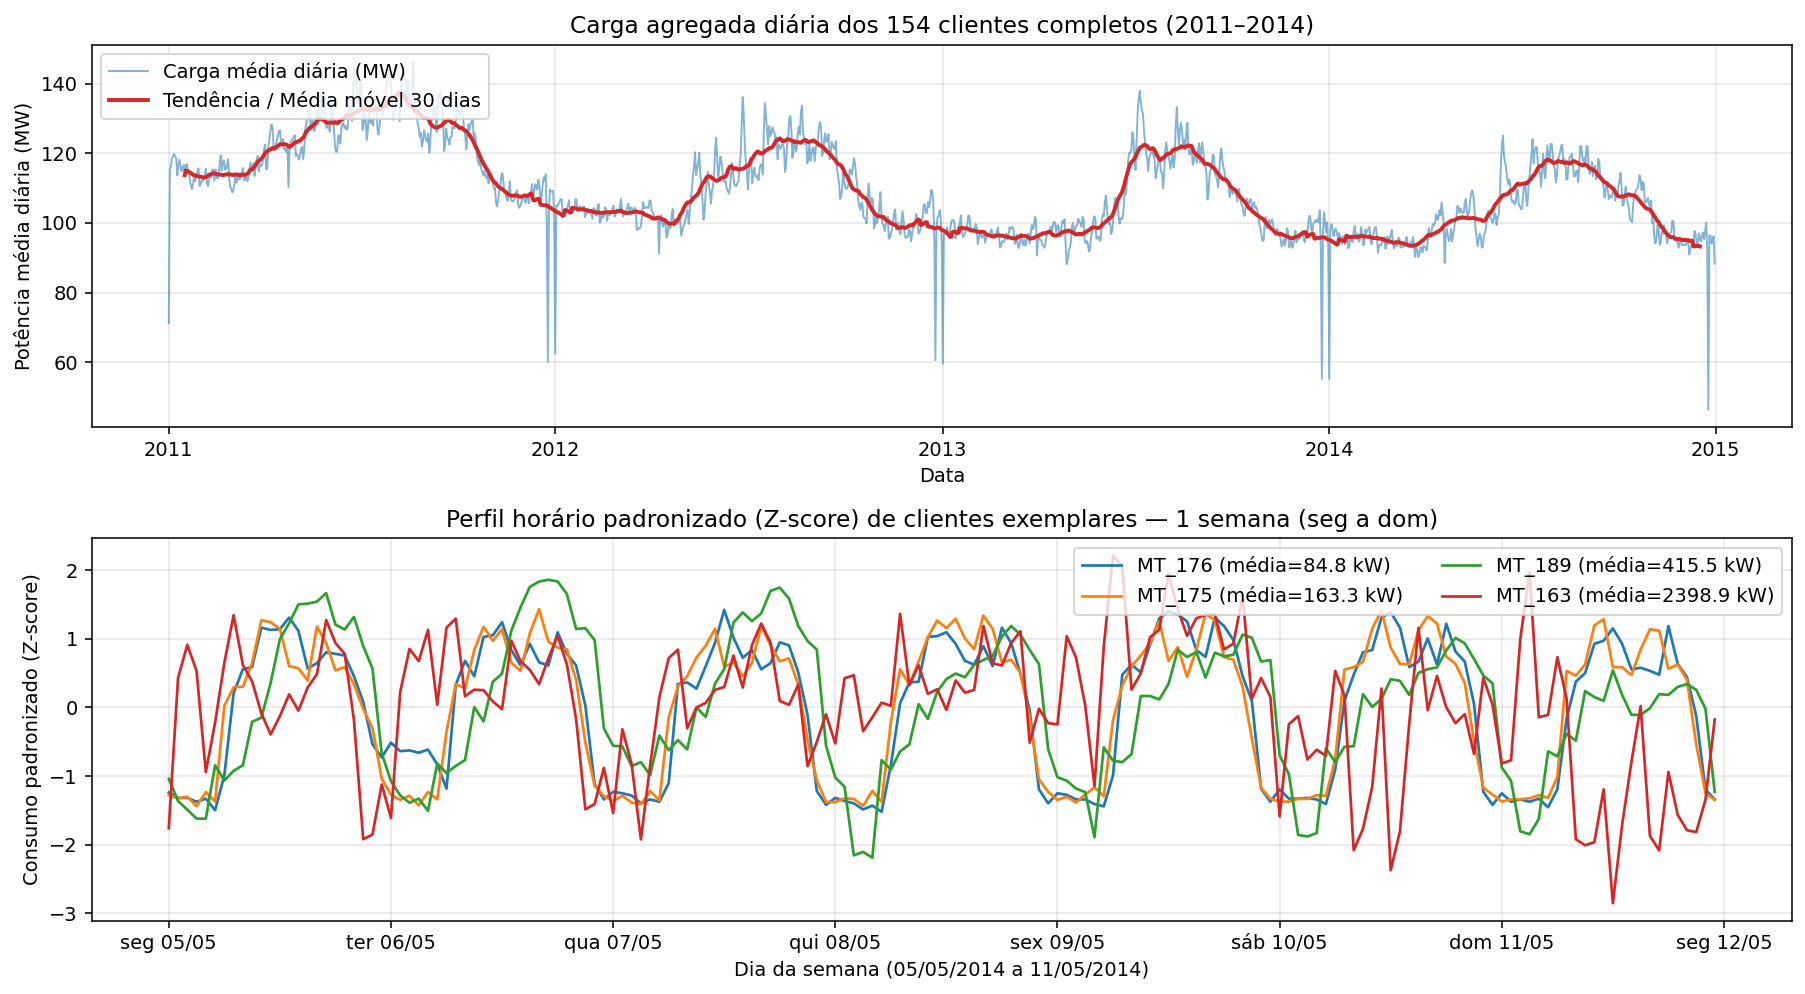 Carga agregada diária dos 154 clientes completos (2011–2014)
Carga média diária (MW)
Tendência / Média móvel 30 dias
Potência média diária (MW)
140
120
100
80
60
2011 2012 2013 2014 2015
Data
Perfil horário padronizado (Z-score) de clientes exemplares — 1 semana (seg a dom)
MT_176 (média=84.8 kW) MT_189 (média=415.5 kW)
MT_175 (média=163.3 kW) MT_163 (média=2398.9 kW)
Consumo padronizado (Z-score)
2
1
0
−1
−2
−3
seg 05/05 ter 06/05 qua 07/05 qui 08/05 sex 09/05 sáb 10/05 dom 11/05 seg 12/05
Dia da semana (05/05/2014 a 11/05/2014)